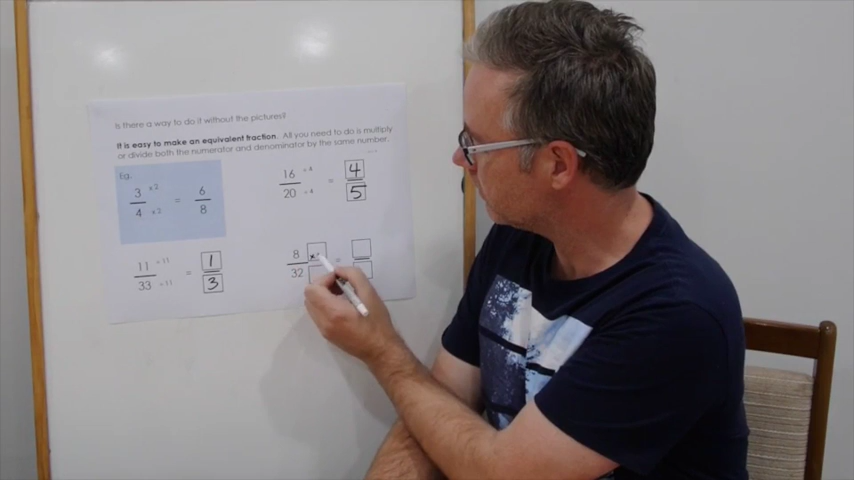 Is there a way to do it without the pictures?
It is easy to make an equivalent fraction. All you need to do is multiply
or divide both the numerator and denominator by the same number.
Eg.
3 x 2 = 6
4 x 2 8
16 ÷ 4 = 4
20 ÷ 4 5
11 ÷ 11 = 1
33 ÷ 11 3
8 x =
32